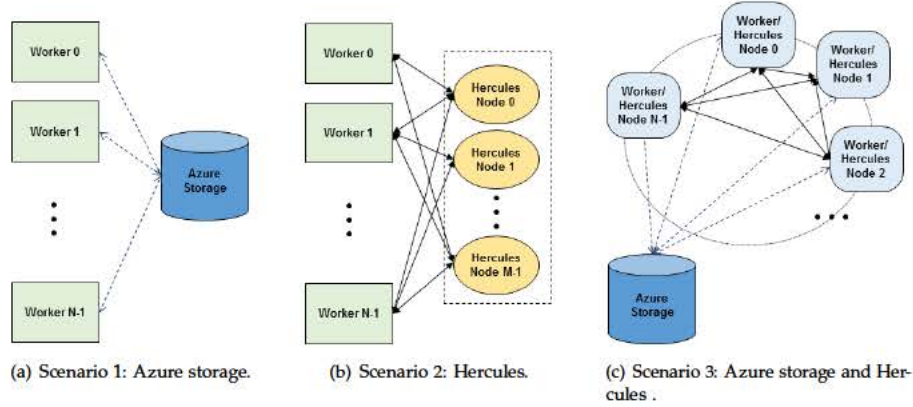 Worker 0
Worker 1
Worker N-1
Azure
Storage
(a) Scenario 1: Azure storage.
Worker 0
Worker 1
Worker N-1
Hercules
Node 0
Hercules
Node 1
Hercules
Node M-1
(b) Scenario 2: Hercules.
Worker/
Hercules
Node 0
Worker/
Hercules
Node 1
Worker/
Hercules
Node N-1
Worker/
Hercules
Node 2
Azure
Storage
(c) Scenario 3: Azure storage and Her-
cules .